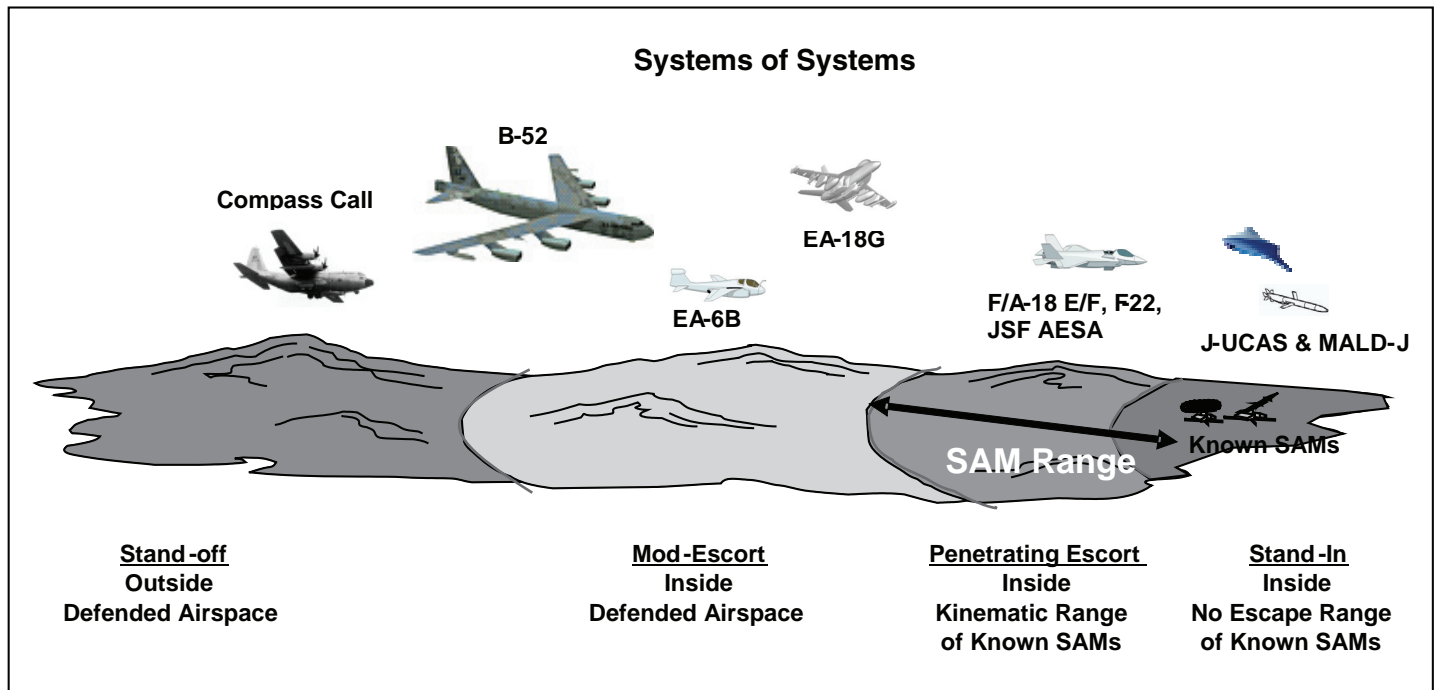 Systems of Systems
B-52
Compass Call
EA-18G
EA-6B
F/A-18 E/F, F-22,
JSF AESA
J-UCAS & MALD-J
Known SAMs
SAM Range
Stand-off
Outside
Defended Airspace
Mod-Escort
Inside
Defended Airspace
Penetrating Escort
Inside
Kinematic Range
of Known SAMs
Stand-In
Inside
No Escape Range
of Known SAMs